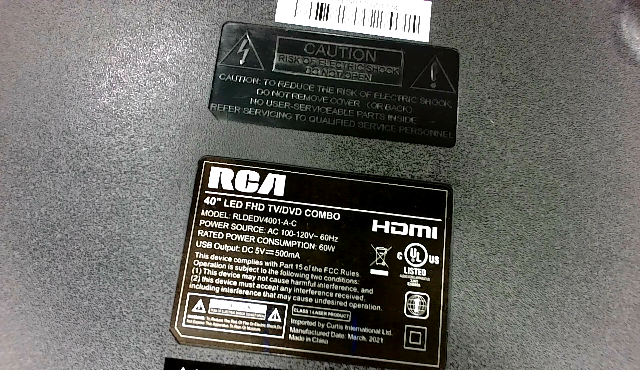 CAUTION
RISK OF ELECTRIC SHOCK
DO NOT OPEN
CAUTION: TO REDUCE THE RISK OF ELECTRIC SHOCK,
DO NOT REMOVE COVER (OR BACK)
NO USER-SERVICEABLE PARTS INSIDE
REFER SERVICING TO QUALIFIED SERVICE PERSONNEL
RCA
40" LED FHD TV/DVD COMBO
MODEL: RLDEDV4001-A-C
POWER SOURCE: AC 100-120V~ 60Hz
RATED POWER CONSUMPTION: 60W
USB Output: DC 5V⎓500mA
HDMI
C UL US
LISTED
This device complies with Part 15 of the FCC Rules
Operation is subject to the following two conditions:
(1) This device may not cause harmful interference, and
(2) this device must accept any interference received,
including interference that may cause undesired operation.
CLASS 1 LASER PRODUCT
Imported by Curtis International Ltd.
Manufactured Date: March, 2021
Made in China